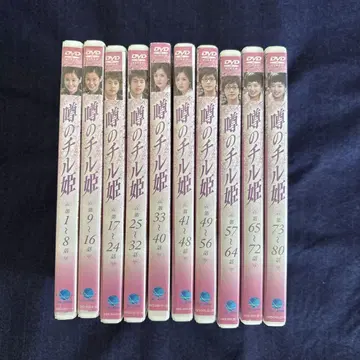 DVD
噂のチル姫
第1~8話
DVD
噂のチル姫
第9~16話
DVD
噂のチル姫
第17~24話
DVD
噂のチル姫
第25~32話
DVD
噂のチル姫
第33~40話
DVD
噂のチル姫
第41~48話
DVD
噂のチル姫
第49~56話
DVD
噂のチル姫
第57~64話
DVD
噂のチル姫
第65~72話
DVD
噂のチル姫
第73~80話